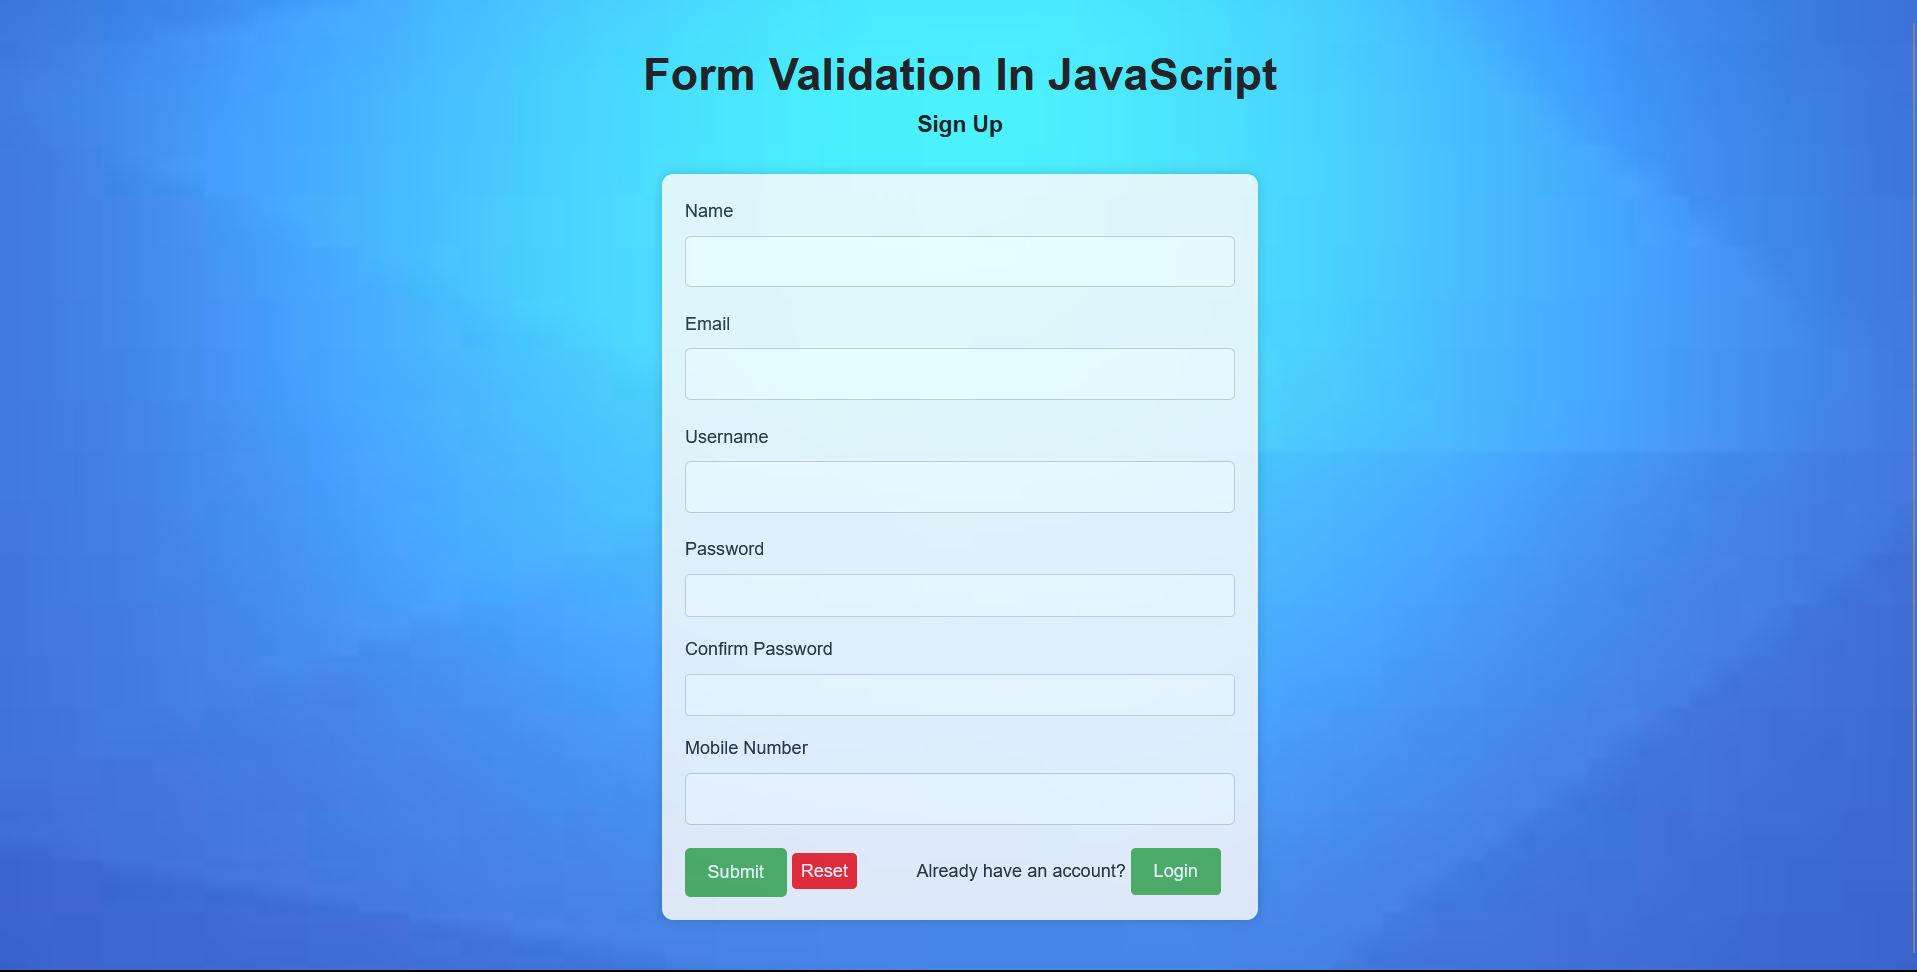 Form Validation In JavaScript
Sign Up
Name
Email
Username
Password
Confirm Password
Mobile Number
Submit Reset Already have an account? Login